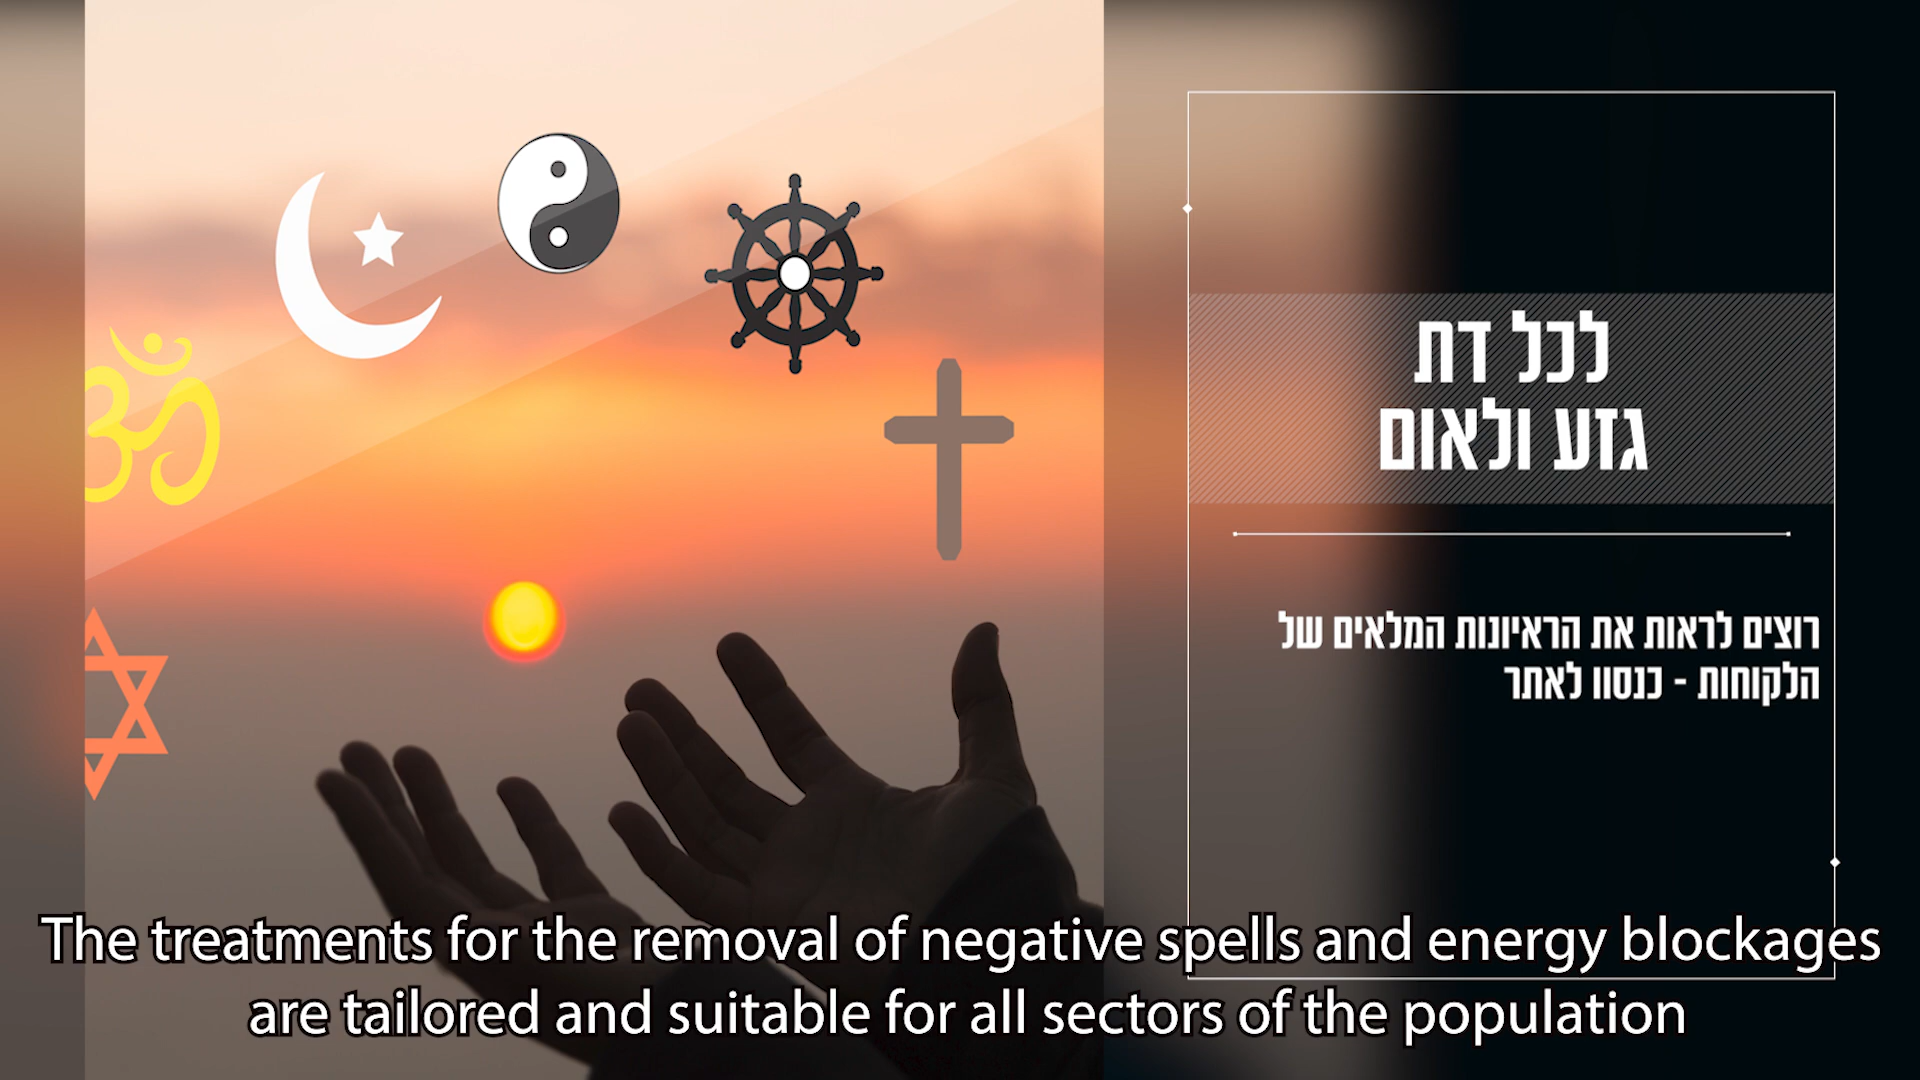 לכל דת
גזע ולאום
רוצים לראות את הראיונות המלאים של
הלקוחות - כנסוו לאתר
The treatments for the removal of negative spells and energy blockages
are tailored and suitable for all sectors of the population